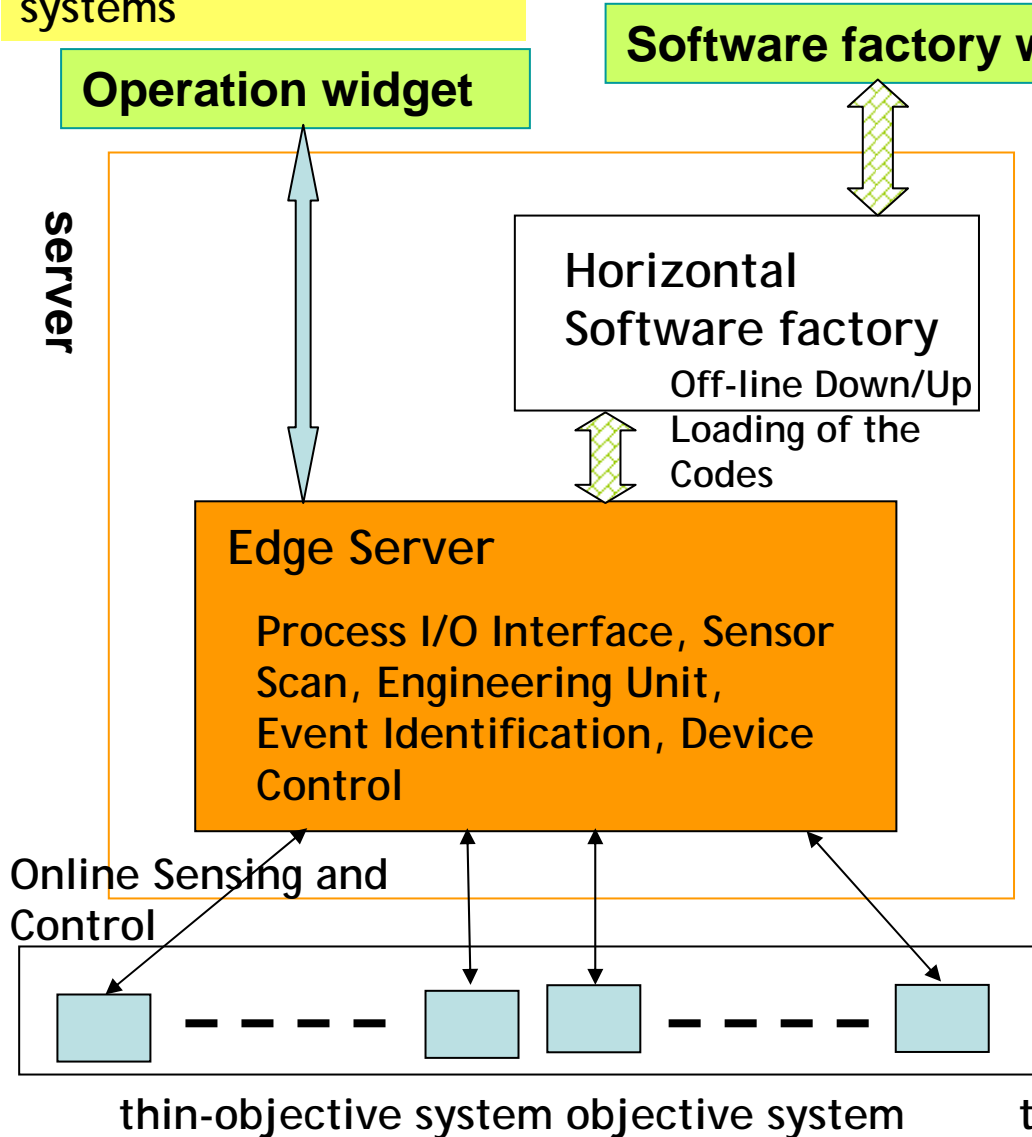 systems
Software factory w
Operation widget
server
Horizontal
Software factory
Off-line Down/Up
Loading of the
Codes
Edge Server
Process I/O Interface, Sensor
Scan, Engineering Unit,
Event Identification, Device
Control
Online Sensing and
Control
thin-objective system objective system t